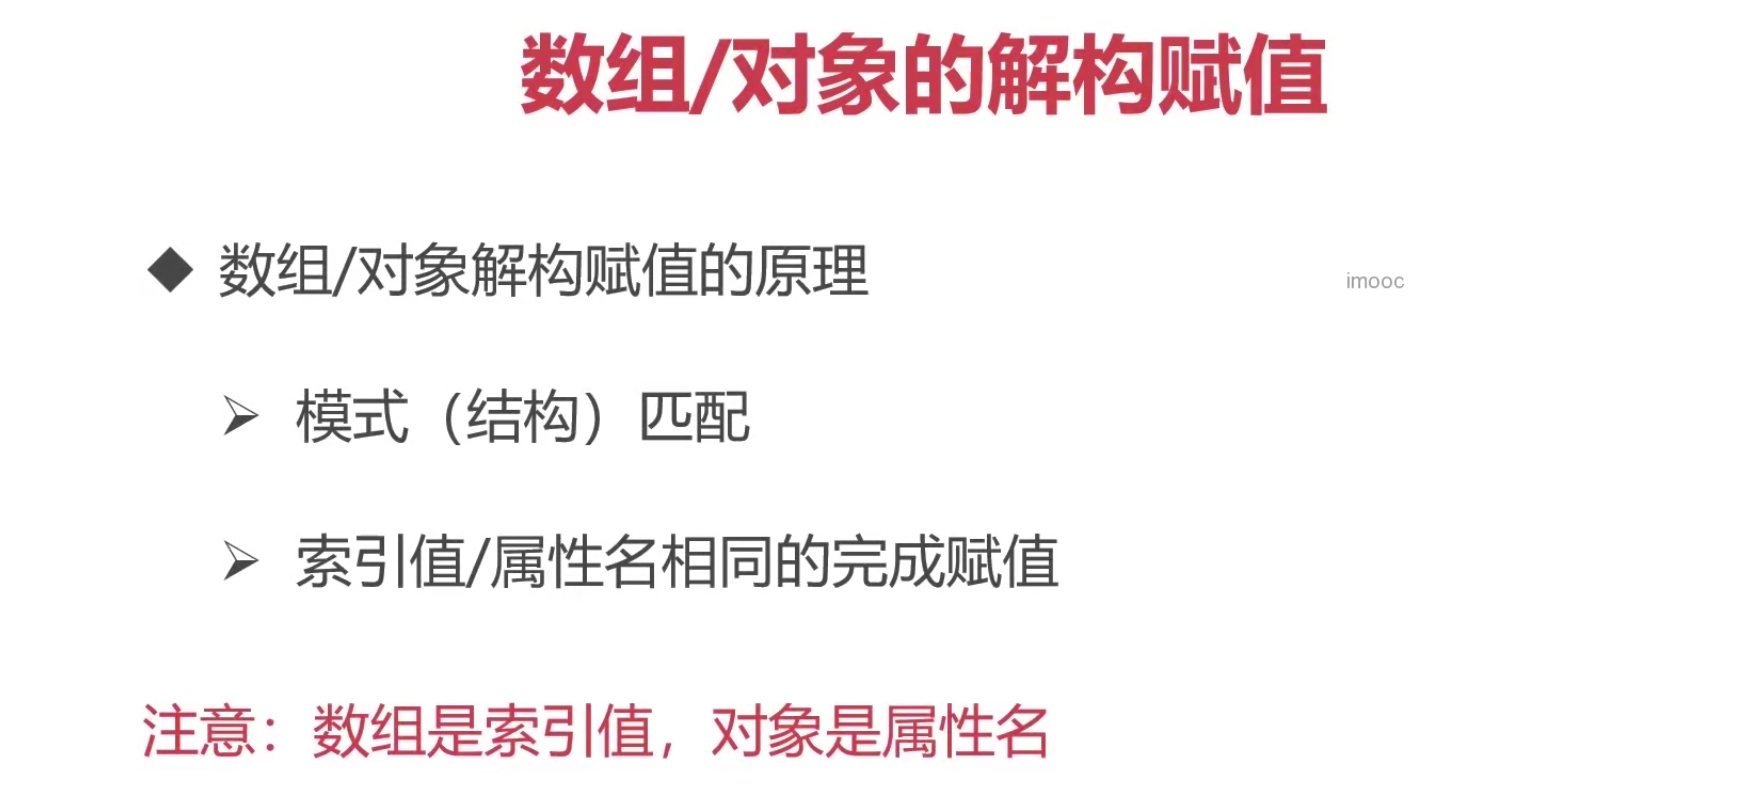 数组/对象的解构赋值
数组/对象解构赋值的原理
imooc
模式（结构）匹配
索引值/属性名相同的完成赋值
注意：数组是索引值，对象是属性名